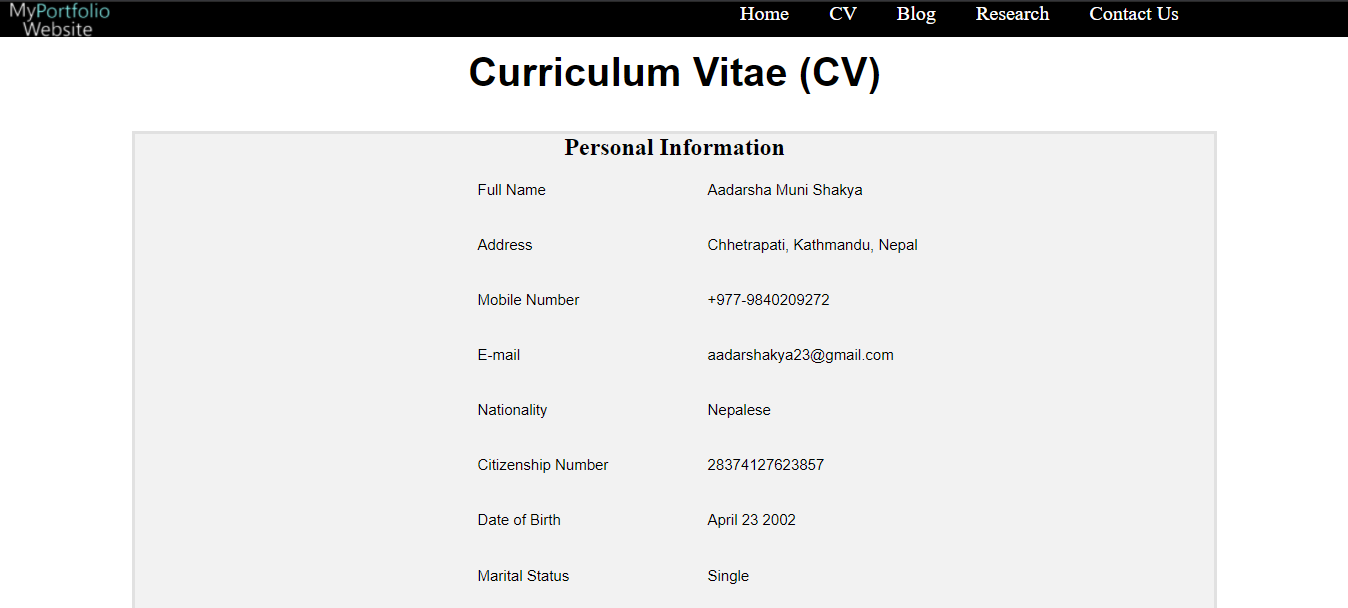 MyPortfolio
Website
Home CV Blog Research Contact Us
Curriculum Vitae (CV)
Personal Information
Full Name Aadarsha Muni Shakya
Address Chhetrapati, Kathmandu, Nepal
Mobile Number +977-9840209272
E-mail aadarshakya23@gmail.com
Nationality Nepalese
Citizenship Number 28374127623857
Date of Birth April 23 2002
Marital Status Single